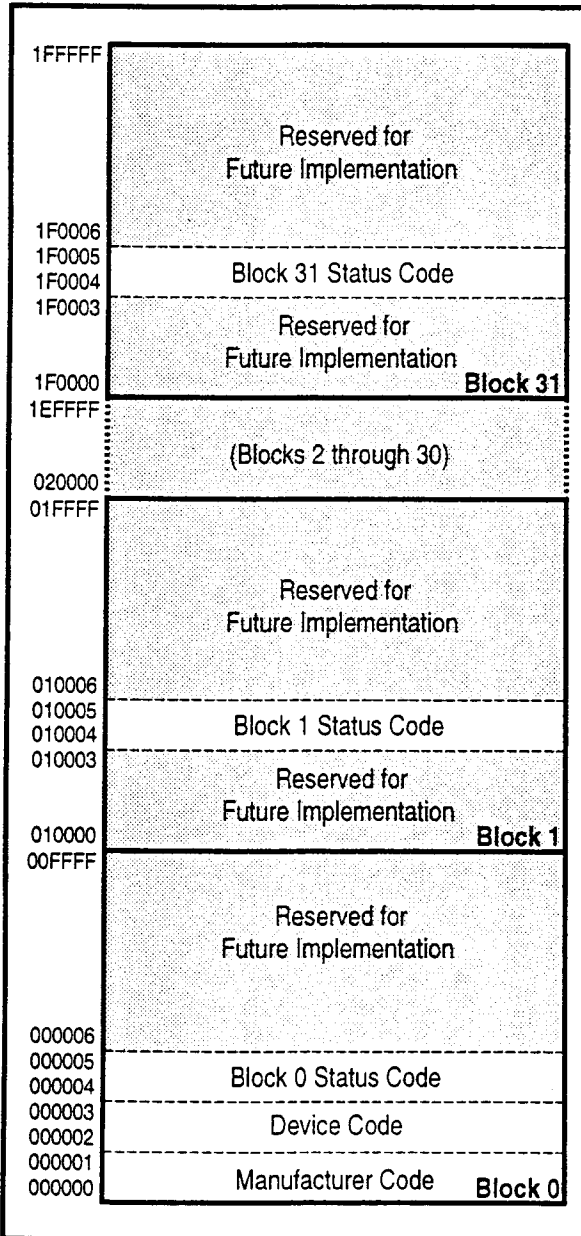 1FFFFF
Reserved for
Future Implementation
1F0006
1F0005
Block 31 Status Code
1F0004
1F0003
Reserved for
Future Implementation
1F0000
Block 31
1EFFFF
(Blocks 2 through 30)
020000
01FFFF
Reserved for
Future Implementation
010006
010005
Block 1 Status Code
010004
010003
Reserved for
Future Implementation
010000
Block 1
00FFFF
Reserved for
Future Implementation
000006
000005
Block 0 Status Code
000004
000003
Device Code
000002
000001
Manufacturer Code
000000
Block 0